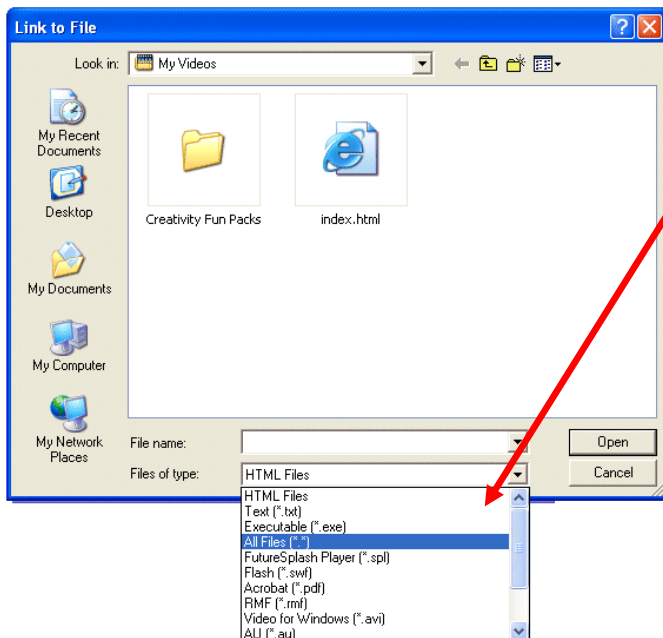 Link to File
Look in: My Videos
My Recent
Documents
Desktop
My Documents
My Computer
My Network
Places
Creativity Fun Packs
index.html
File name:
Open
Files of type: HTML Files
Cancel
HTML Files
Text (*.txt)
Executable (*.exe)
All Files (*.*)
FutureSplash Player (*.spl)
Flash (*.swf)
Acrobat (*.pdf)
RMF (*.rmf)
Video for Windows (*.avi)
AU (*.au)